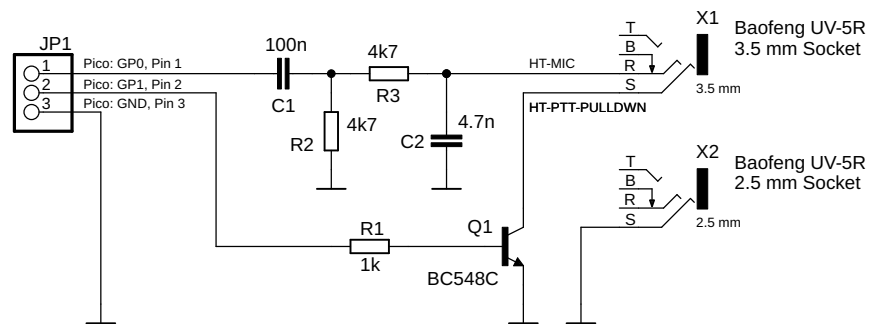 JP1
1
2
3
Pico: GP0, Pin 1
Pico: GP1, Pin 2
Pico: GND, Pin 3
100n
C1
R2
4k7
4k7
R3
C2
4.7n
HT-MIC
HT-PTT-PULLDWN
T
B
R
S
X1
3.5 mm
Baofeng UV-5R
3.5 mm Socket
T
B
R
S
X2
2.5 mm
Baofeng UV-5R
2.5 mm Socket
R1
1k
Q1
BC548C